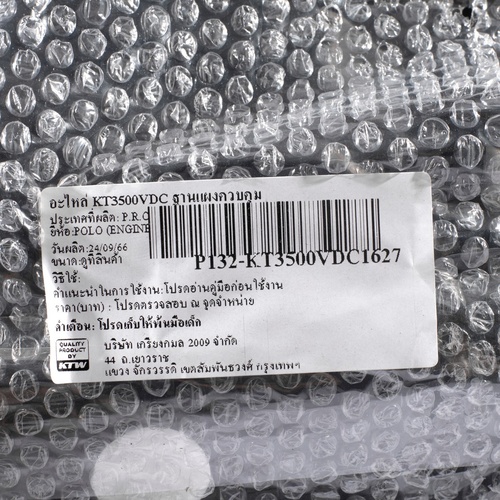 อะไหล่ KT3500VDC ฐานแผงควบคุม
ประเทศที่ผลิต: P.R.C
ยี่ห้อ:POLO (ENGINE
วันผลิต:24/09/66
ขนาด:ดูที่สินค้า
P132-KT3500VDC1627
วิธีใช้:
คำแนะนำในการใช้งาน:โปรดอ่านคู่มือก่อนใช้งาน
ราคา(บาท) : โปรดตรวจสอบ ณ จุดจำหน่าย
คำเตือน: โปรดเก็บให้พ้นมือเด็ก
QUALITY
PRODUCT
BY
KTW
บริษัท เกรียงกมล 2009 จำกัด
44 ถ.เยาวราช
แขวง จักรวรรดิ เขตสัมพันธวงศ์ กรุงเทพฯ